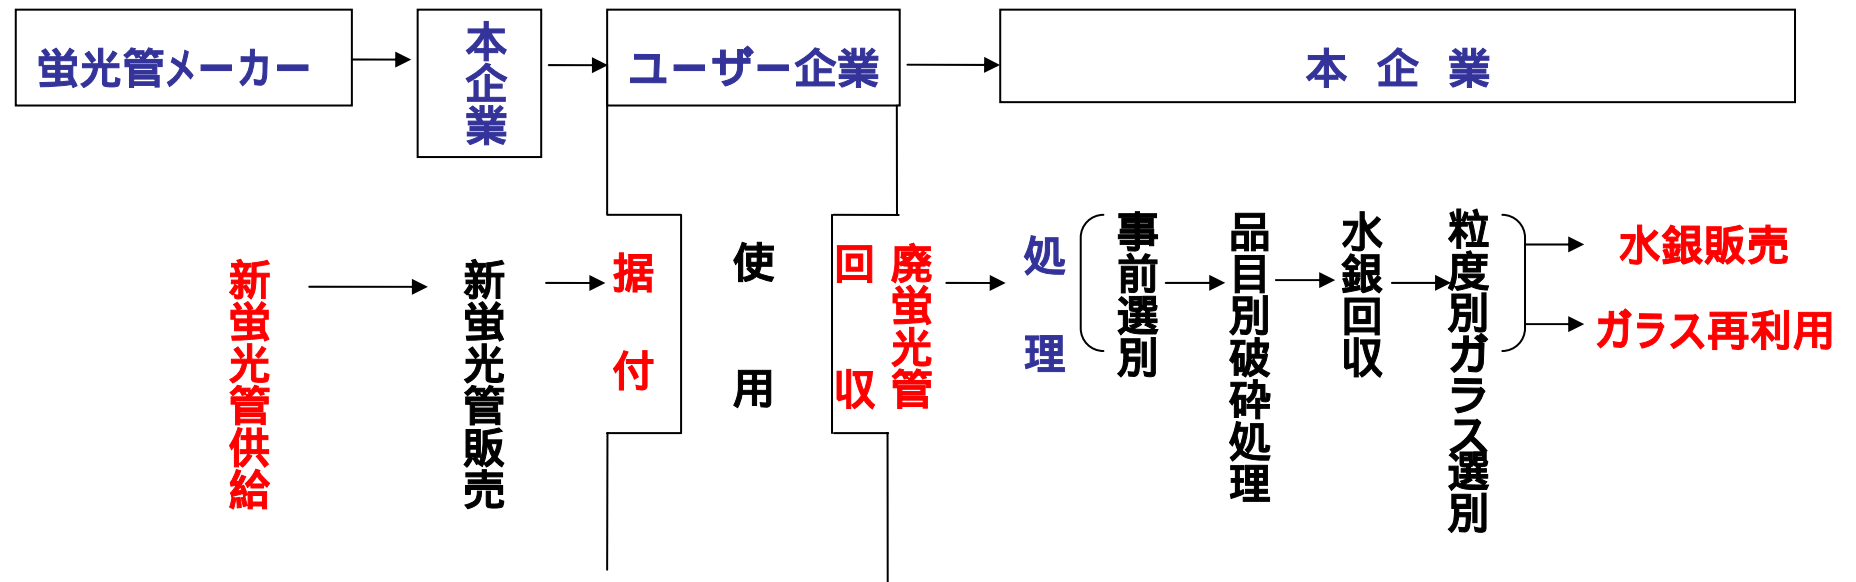 蛍光管メーカー
本企業
ユーザー企業
本企業
新蛍光管供給
新蛍光管販売
据付
使用
回収
廃蛍光管
処理
事前選別
品目別破砕処理
水銀回収
粒度別ガラス選別
水銀販売
ガラス再利用